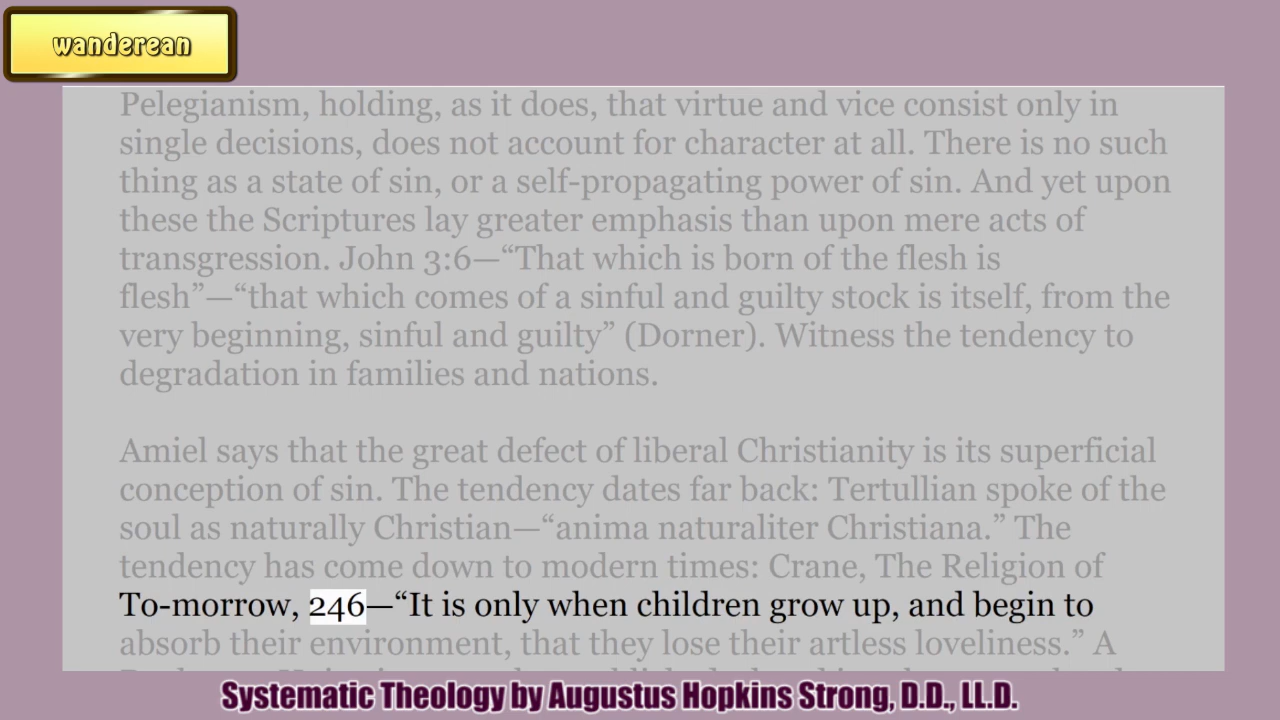 wanderean
Pelegianism, holding, as it does, that virtue and vice consist only in
single decisions, does not account for character at all. There is no such
thing as a state of sin, or a self-propagating power of sin. And yet upon
these the Scriptures lay greater emphasis than upon mere acts of
transgression. John 3:6—“That which is born of the flesh is
flesh”—“that which comes of a sinful and guilty stock is itself, from the
very beginning, sinful and guilty” (Dorner). Witness the tendency to
degradation in families and nations.
Amiel says that the great defect of liberal Christianity is its superficial
conception of sin. The tendency dates far back: Tertullian spoke of the
soul as naturally Christian—“anima naturaliter Christiana.” The
tendency has come down to modern times: Crane, The Religion of
To-morrow, 246—“It is only when children grow up, and begin to
absorb their environment, that they lose their artless loveliness.” A
Systematic Theology by Augustus Hopkins Strong, D.D., LL.D.